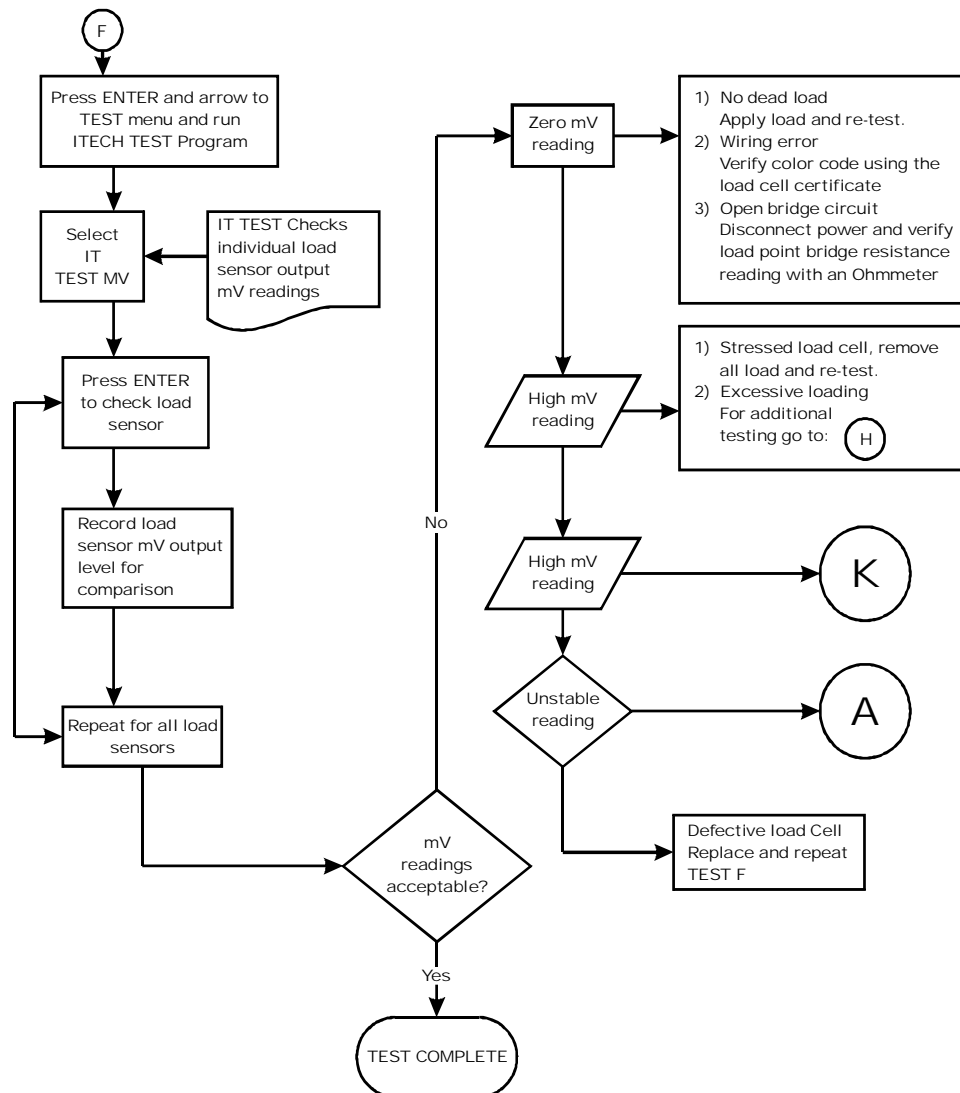 F
Press ENTER and arrow to
TEST menu and run
ITECH TEST Program
Select
IT
TEST MV
IT TEST Checks
individual load
sensor output
mV readings
Press ENTER
to check load
sensor
Record load
sensor mV output
level for
comparison
Repeat for all load
sensors
mV
readings
acceptable?
Yes
TEST COMPLETE
No
Zero mV
reading
1) No dead load
Apply load and re-test.
2) Wiring error
Verify color code using the
load cell certificate
3) Open bridge circuit
Disconnect power and verify
load point bridge resistance
reading with an Ohmmeter
High mV
reading
1) Stressed load cell, remove
all load and re-test.
2) Excessive loading
For additional
testing go to: H
High mV
reading
K
Unstable
reading
A
Defective load Cell
Replace and repeat
TEST F